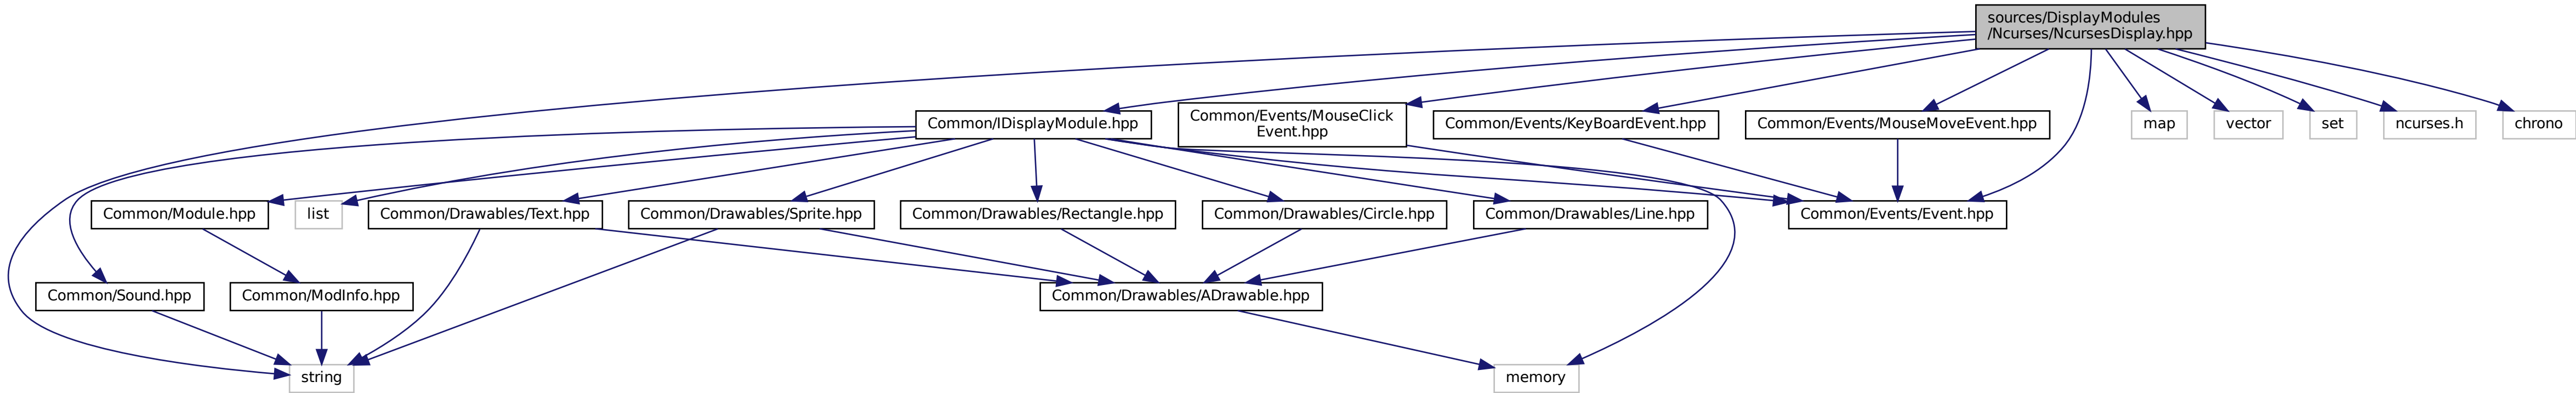 sources/DisplayModules
/Ncurses/NcursesDisplay.hpp
Common/IDisplayModule.hpp
Common/Events/MouseClick
Event.hpp
Common/Events/KeyBoardEvent.hpp
Common/Events/MouseMoveEvent.hpp
map
vector
set
ncurses.h
chrono
Common/Module.hpp
list
Common/Drawables/Text.hpp
Common/Drawables/Sprite.hpp
Common/Drawables/Rectangle.hpp
Common/Drawables/Circle.hpp
Common/Drawables/Line.hpp
Common/Events/Event.hpp
Common/Sound.hpp
Common/ModInfo.hpp
Common/Drawables/ADrawable.hpp
string
memory